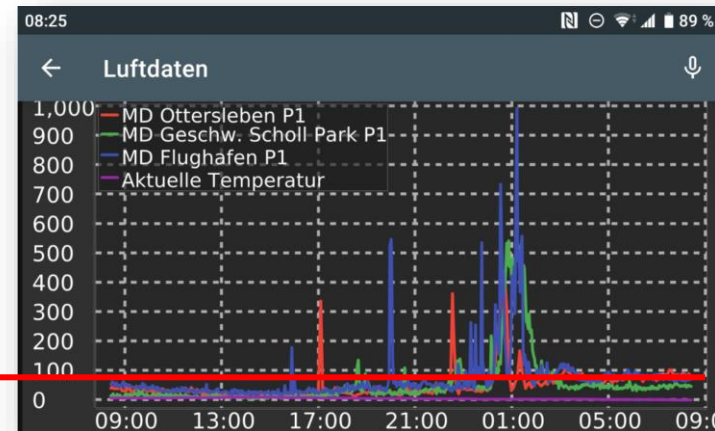 08:25 89 %
Luftdaten
1,000
MD Ottersleben P1
900
MD Geschw. Scholl Park P1
800
MD Flughafen P1
700
Aktuelle Temperatur
600
500
400
300
200
100
0
09:00 13:00 17:00 21:00 01:00 05:00 09:0